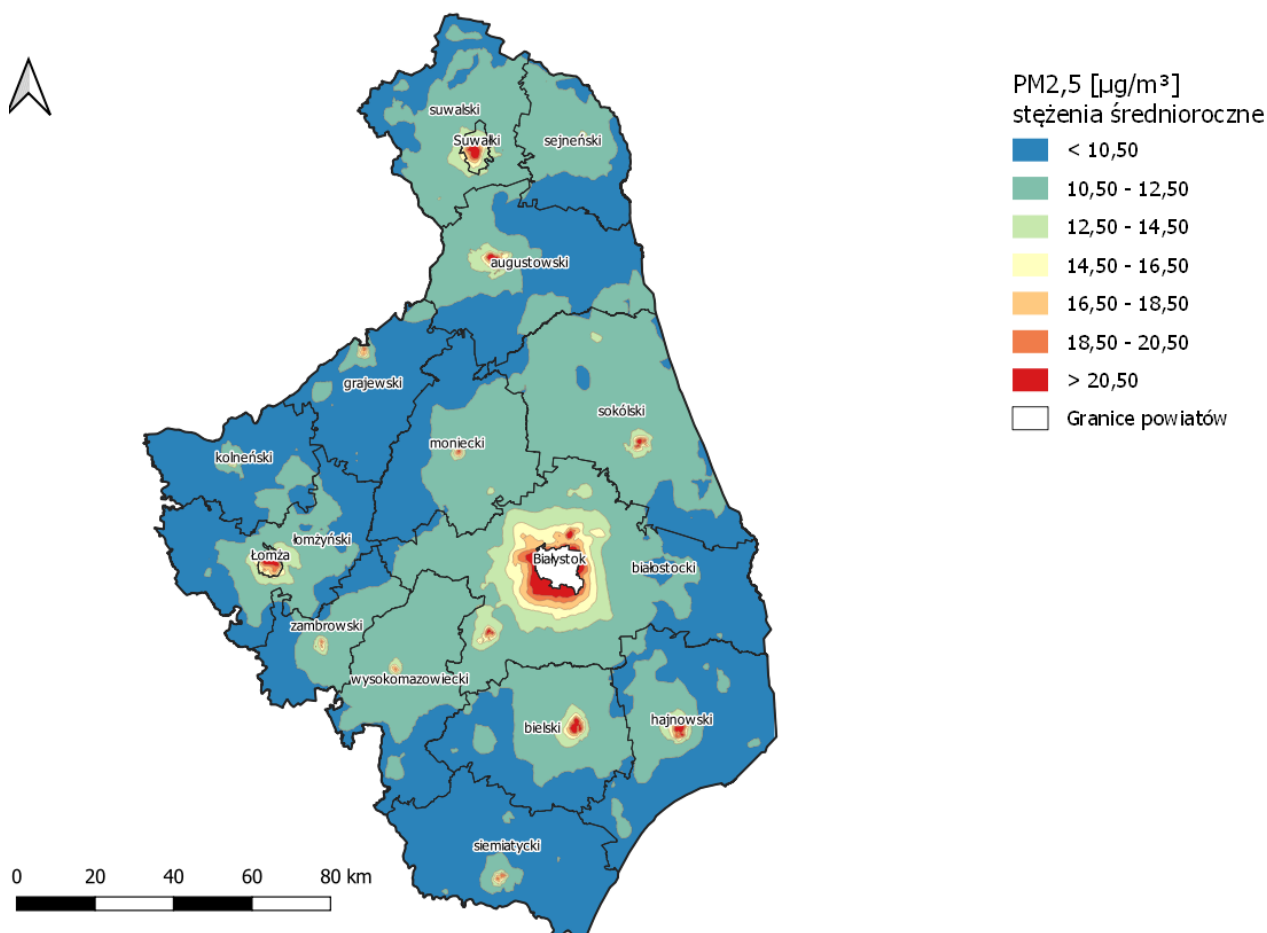 PM2,5 [µg/m³]
stężenia średnioroczne
< 10,50
10,50 - 12,50
12,50 - 14,50
14,50 - 16,50
16,50 - 18,50
18,50 - 20,50
> 20,50
Granice powiatów
suwalski
Suwałki
sejneński
augustowski
grajewski
sokólski
moniecki
kolneński
łomżyński
Łomża
Białystok
białostocki
zambrowski
wysokomazowiecki
bielski
hajnowski
siemiatycki
0 20 40 60 80 km